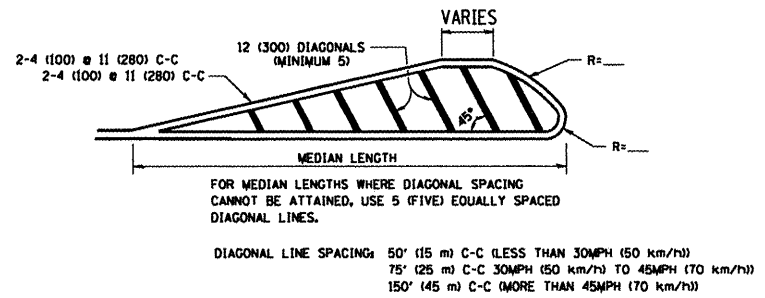 VARIES
12 (300) DIAGONALS
(MINIMUM 5)
2-4 (100) @ 11 (280) C-C
2-4 (100) @ 11 (280) C-C
R=___
45°
R=___
MEDIAN LENGTH
FOR MEDIAN LENGTHS WHERE DIAGONAL SPACING
CANNOT BE ATTAINED, USE 5 (FIVE) EQUALLY SPACED
DIAGONAL LINES.
DIAGONAL LINE SPACING: 50' (15 m) C-C (LESS THAN 30MPH (50 km/h))
75' (25 m) C-C 30MPH (50 km/h) TO 45MPH (70 km/h))
150' (45 m) C-C (MORE THAN 45MPH (70 km/h))